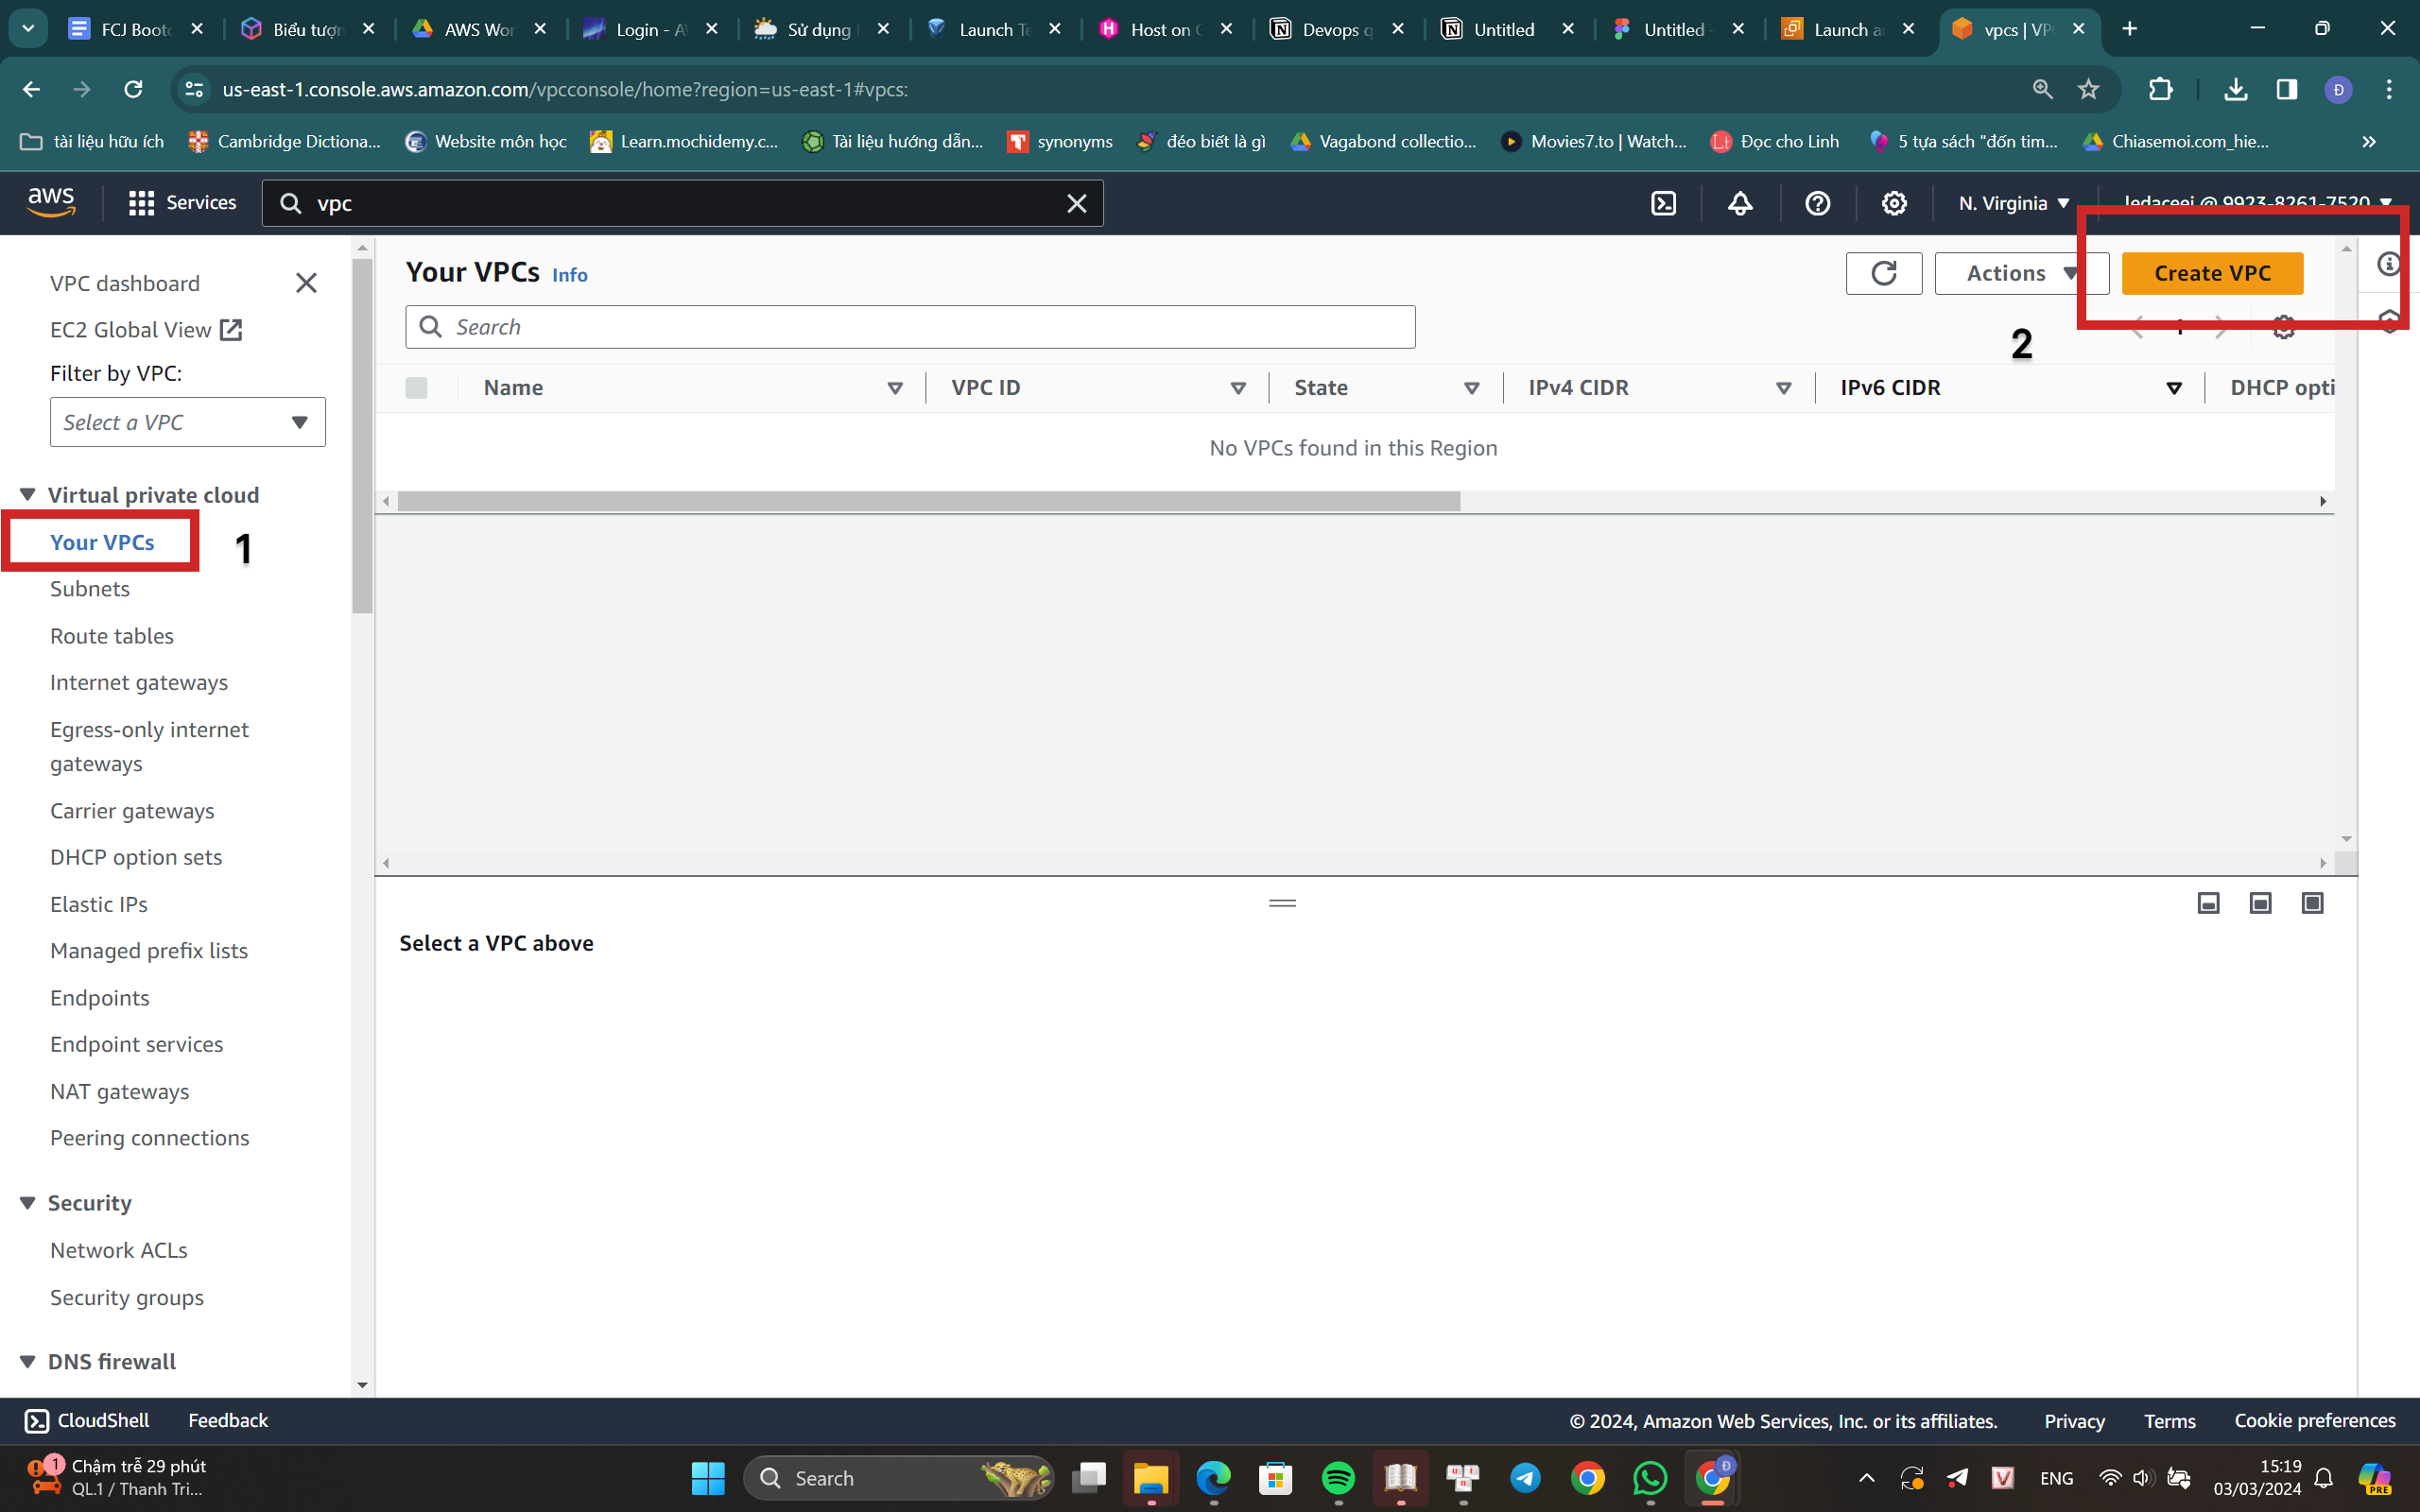 FCJ Boot
Biểu tượn
AWS Wor
Login - A
Sử dụng
Launch Te
Host on
Devops q
Untitled
Untitled -
Launch a
vpcs | VP
us-east-1.console.aws.amazon.com/vpcconsole/home?region=us-east-1#vpcs:
Đ
tài liệu hữu ích
Cambridge Dictiona...
Website môn học
Learn.mochidemy.c...
Tài liệu hướng dẫn...
synonyms
đéo biết là gì
Vagabond collectio...
Movies7.to | Watch...
Đọc cho Linh
5 tựa sách "đốn tim...
Chiasemoi.com_hie...
aws
Services
vpc
N. Virginia
ledaceei @ 9923-8261-7520
VPC dashboard
EC2 Global View
Filter by VPC:
Select a VPC
Virtual private cloud
Your VPCs
1
Subnets
Route tables
Internet gateways
Egress-only internet
gateways
Carrier gateways
DHCP option sets
Elastic IPs
Managed prefix lists
Endpoints
Endpoint services
NAT gateways
Peering connections
Security
Network ACLs
Security groups
DNS firewall
Your VPCs Info
Actions
Create VPC
Search
1
2
Name
VPC ID
State
IPv4 CIDR
IPv6 CIDR
DHCP opti
No VPCs found in this Region
Select a VPC above
CloudShell
Feedback
© 2024, Amazon Web Services, Inc. or its affiliates.
Privacy
Terms
Cookie preferences
1
Chậm trễ 29 phút
QL.1 / Thanh Trì...
Search
Đ
ENG
15:19
03/03/2024
PRE